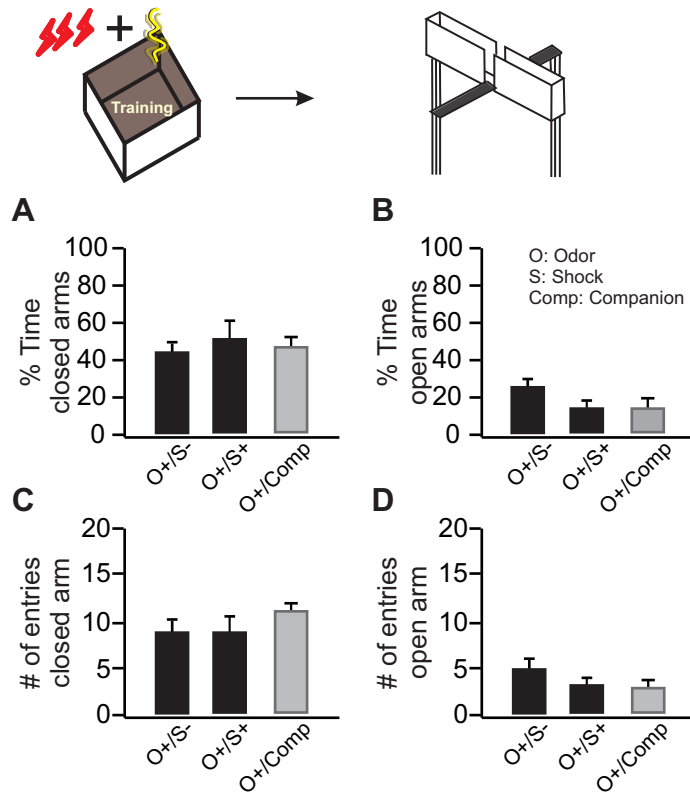 +
Training
A
100
80
60
40
20
0
% Time
closed arms
O+/S-
O+/S+
O+/Comp
B
100
80
60
40
20
0
% Time
open arms
O: Odor
S: Shock
Comp: Companion
O+/S-
O+/S+
O+/Comp
C
20
15
10
5
0
# of entries
closed arm
O+/S-
O+/S+
O+/Comp
D
20
15
10
5
0
# of entries
open arm
O+/S-
O+/S+
O+/Comp